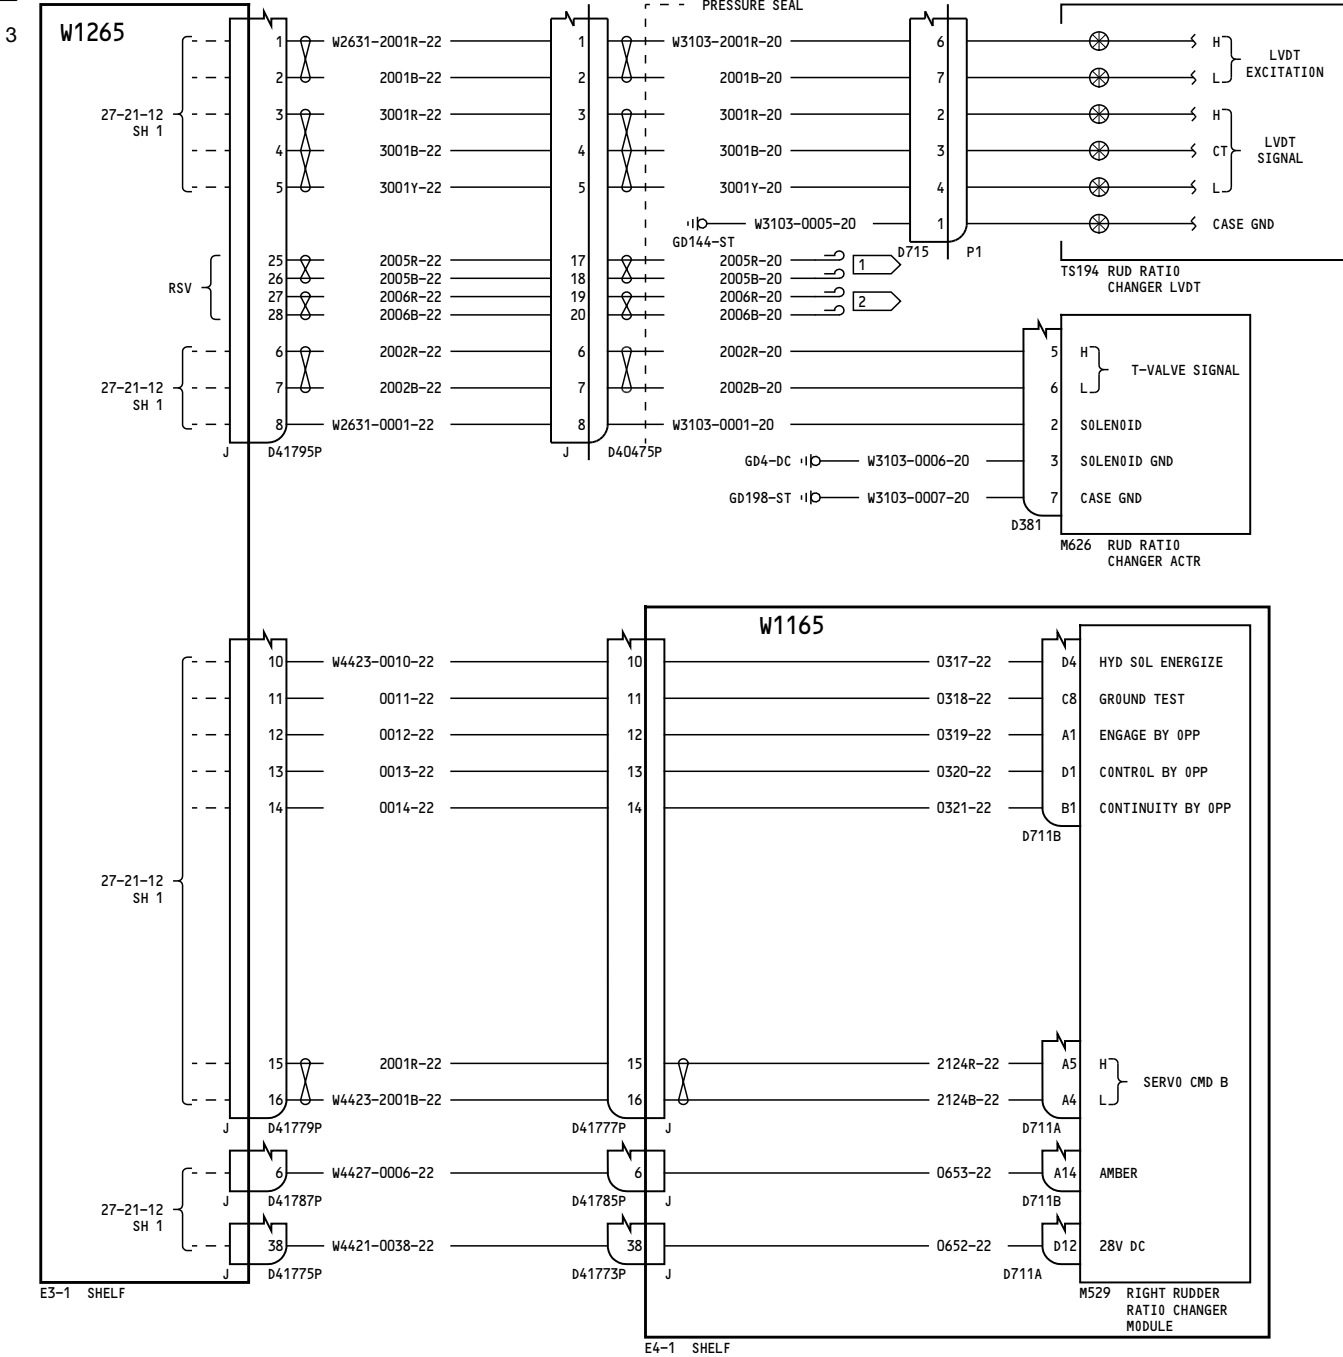 PRESSURE SEAL
3
W1265
1 W2631-2001R-22 1 W3103-2001R-20 6 H
LVDT
EXCITATION
2 2001B-22 2 2001B-20 7 L
27-21-12
SH 1
3 3001R-22 3 3001R-20 2 H
4 3001B-22 4 3001B-20 3 CT
LVDT
SIGNAL
5 3001Y-22 5 3001Y-20 4 L
GD144-ST
W3103-0005-20 1 CASE GND
D715 P1
RSV
25 2005R-22 17 2005R-20
1
26 2005B-22 18 2005B-20
27 2006R-22 19 2006R-20
2
28 2006B-22 20 2006B-20
TS194 RUD RATIO
CHANGER LVDT
27-21-12
SH 1
6 2002R-22 6 2002R-20 5 H
T-VALVE SIGNAL
7 2002B-22 7 2002B-20 6 L
8 W2631-0001-22 8 W3103-0001-20 2 SOLENOID
J D41795P J D40475P
GD4-DC W3103-0006-20 3 SOLENOID GND
GD198-ST W3103-0007-20 7 CASE GND
D381
M626 RUD RATIO
CHANGER ACTR
W1165
10 W4423-0010-22 10 0317-22 D4 HYD SOL ENERGIZE
11 0011-22 11 0318-22 C8 GROUND TEST
12 0012-22 12 0319-22 A1 ENGAGE BY OPP
13 0013-22 13 0320-22 D1 CONTROL BY OPP
14 0014-22 14 0321-22 B1 CONTINUITY BY OPP
D711B
27-21-12
SH 1
15 2001R-22 15 2124R-22 A5 H
SERVO CMD B
16 W4423-2001B-22 16 2124B-22 A4 L
J D41779P D41777P J D711A
6 W4427-0006-22 6 0653-22 A14 AMBER
J D41787P D41785P J D711B
27-21-12
SH 1
38 W4421-0038-22 38 0652-22 D12 28V DC
J D41775P D41773P J D711A
E3-1 SHELF
M529 RIGHT RUDDER
RATIO CHANGER
MODULE
E4-1 SHELF